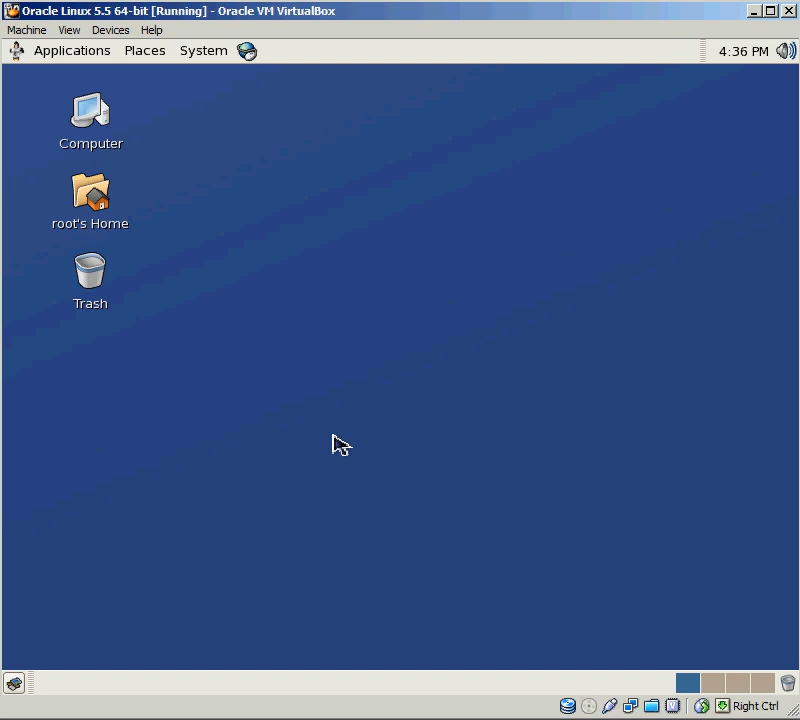 Oracle Linux 5.5 64-bit [Running] - Oracle VM VirtualBox
Machine View Devices Help
Applications Places System 4:36 PM
Computer
root's Home
Trash
Right Ctrl